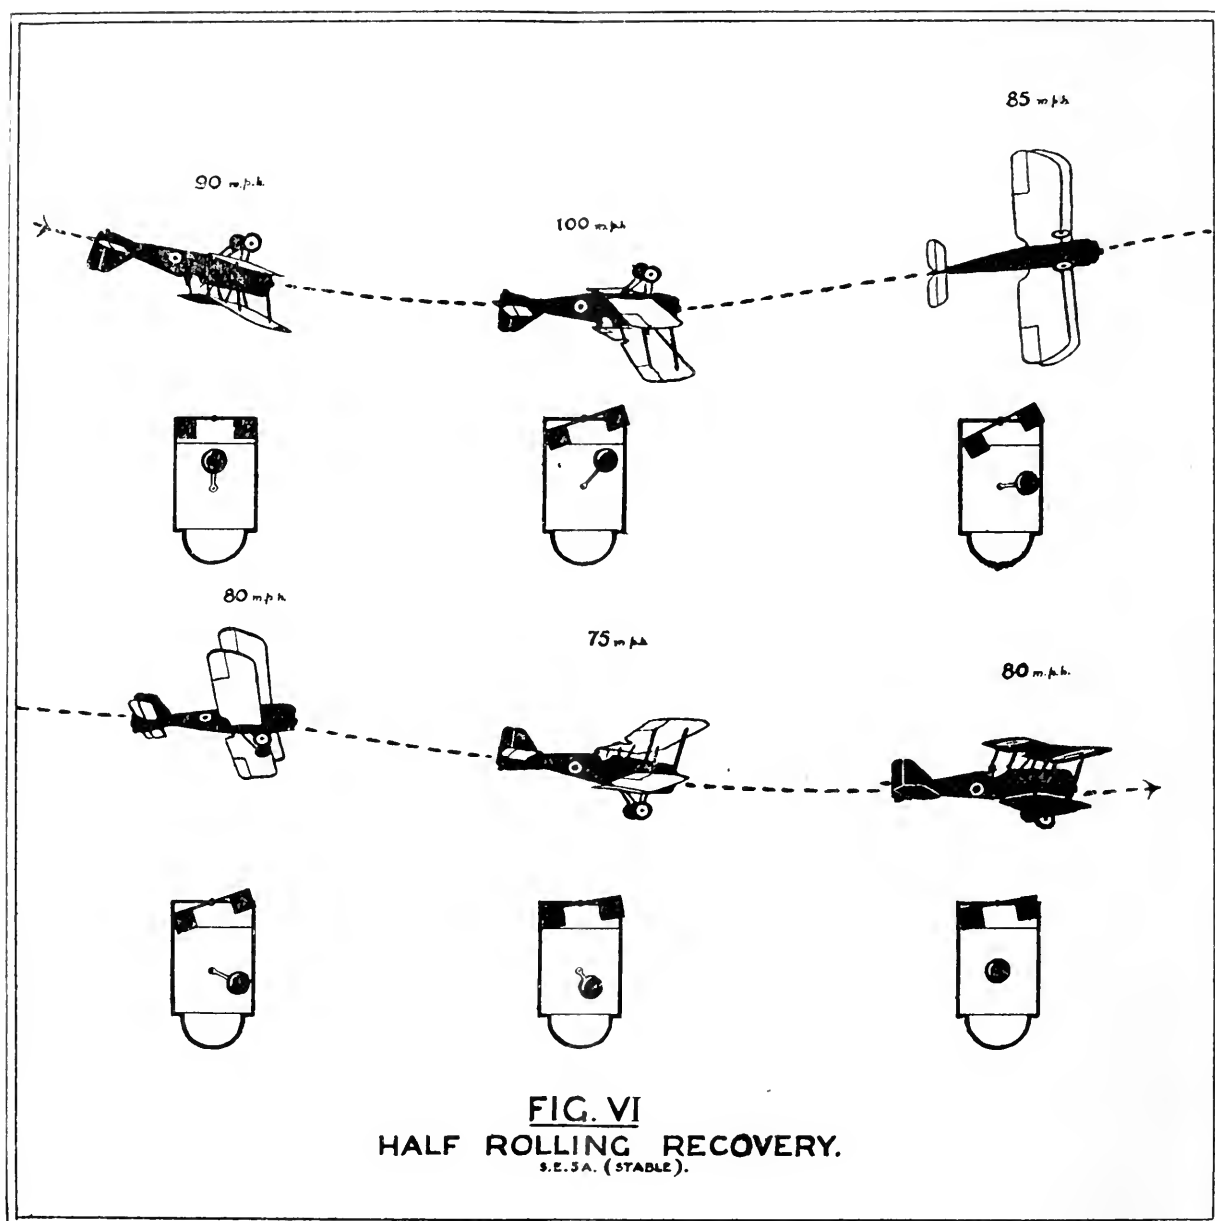 90 m.p.h.
100 m.p.h.
85 m.p.h.
80 m.p.h.
75 m.p.h.
80 m.p.h.
FIG. VI
HALF ROLLING RECOVERY.
S.E.5A. (STABLE).